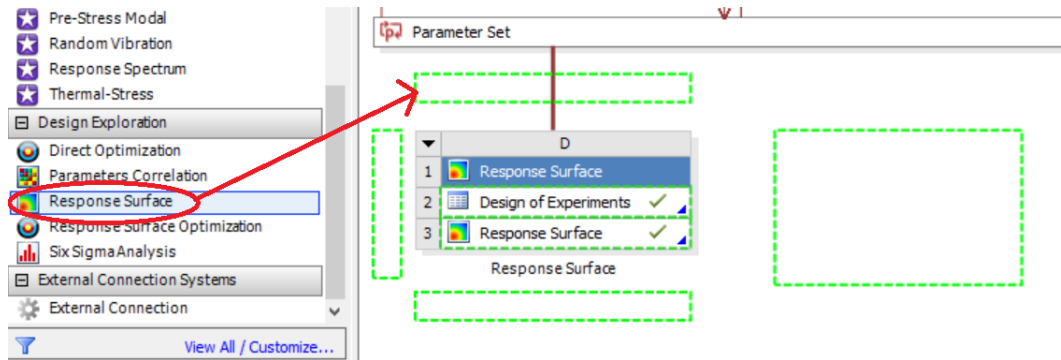 Pre-Stress Modal
Random Vibration
Response Spectrum
Thermal-Stress
Design Exploration
Direct Optimization
Parameters Correlation
Response Surface
Response Surface Optimization
Six Sigma Analysis
External Connection Systems
External Connection
View All / Customize...
Parameter Set
D
1 Response Surface
2 Design of Experiments
3 Response Surface
Response Surface